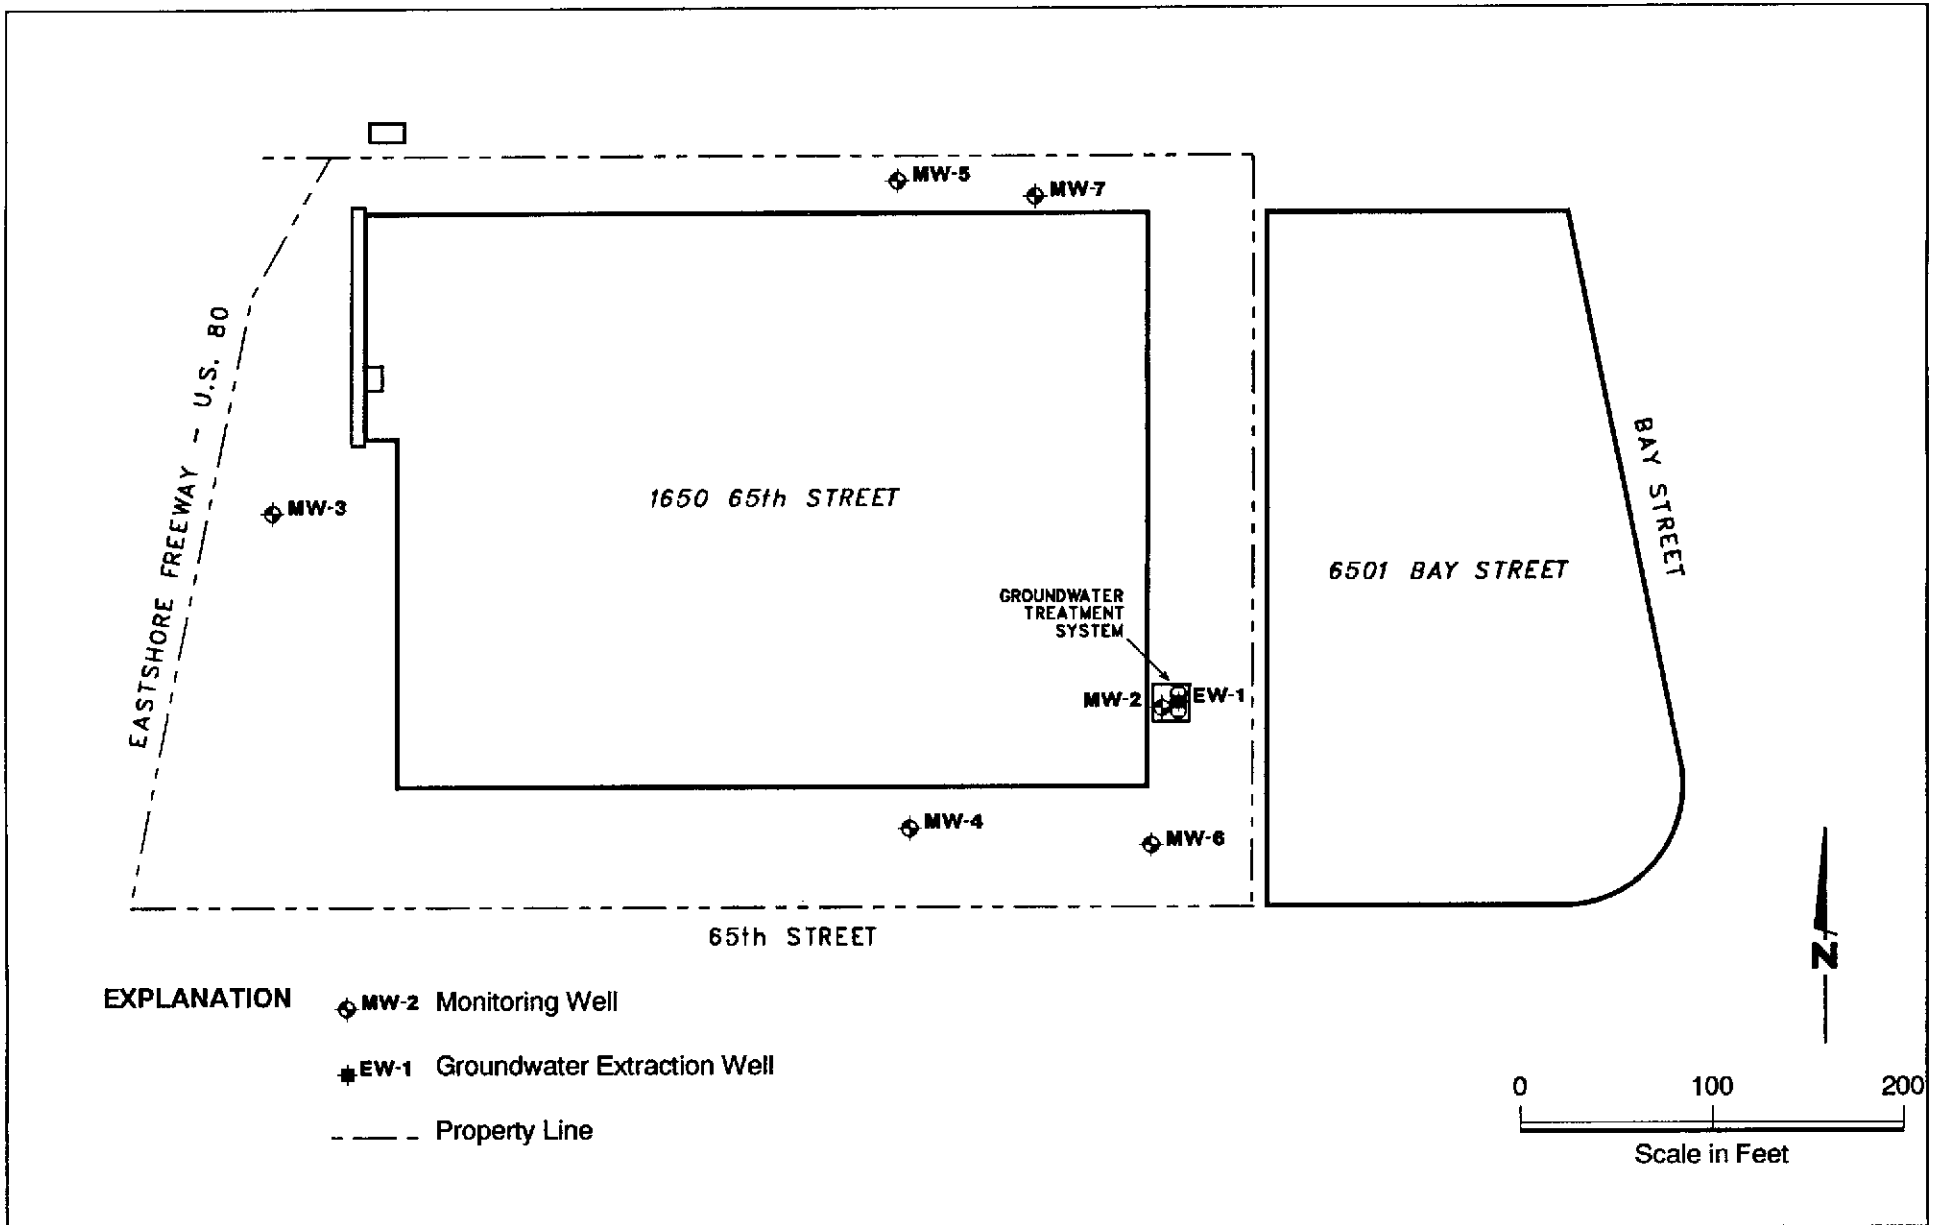 MW-5
MW-7
EASTSHORE FREEWAY - U.S. 80
1650 65th STREET
MW-3
BAY STREET
6501 BAY STREET
GROUNDWATER
TREATMENT
SYSTEM
MW-2
EW-1
MW-4
MW-6
65th STREET
N
EXPLANATION
MW-2 Monitoring Well
EW-1 Groundwater Extraction Well
Property Line
0 100 200
Scale in Feet